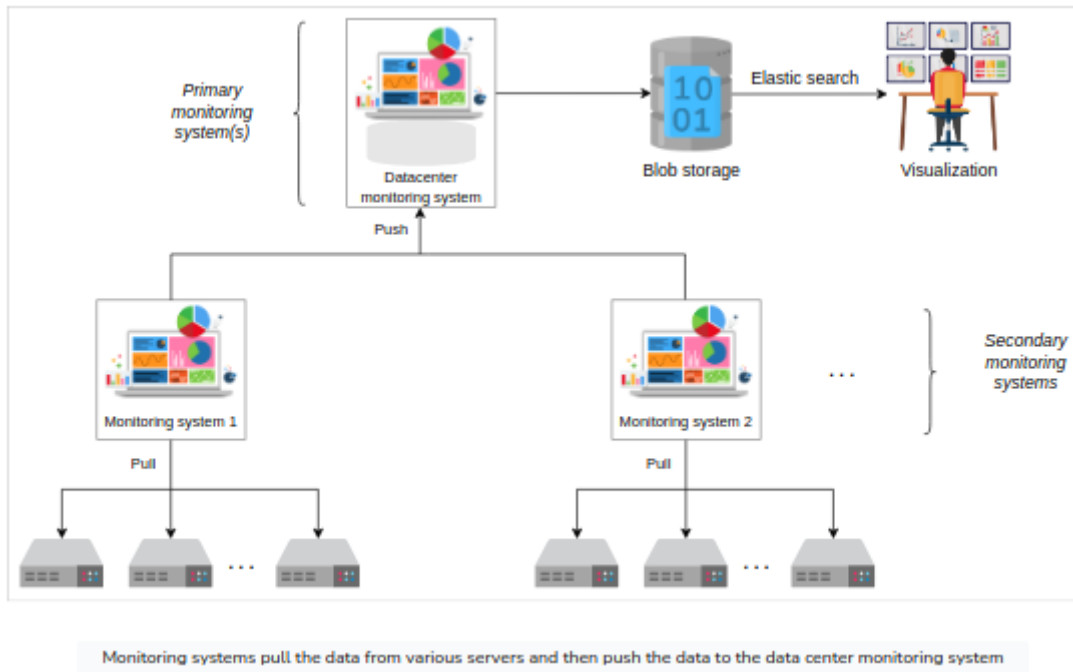 Primary
monitoring
system(s)
Datacenter
monitoring system
10
01
Blob storage
Elastic search
Visualization
Push
Monitoring system 1
Monitoring system 2
...
Secondary
monitoring
systems
Pull
Pull
...
...
Monitoring systems pull the data from various servers and then push the data to the data center monitoring system